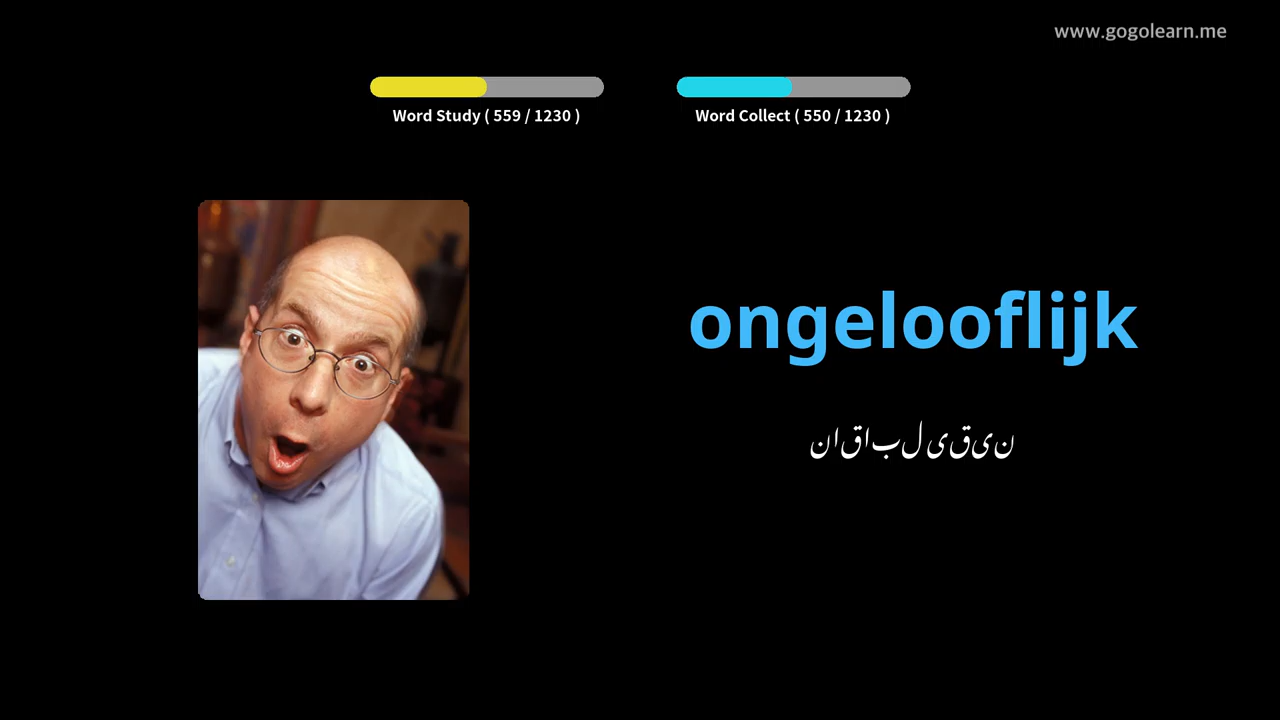 www.gogolearn.me
Word Study ( 559 / 1230 )
Word Collect ( 550 / 1230 )
ongelooflijk
ناقابل یقین